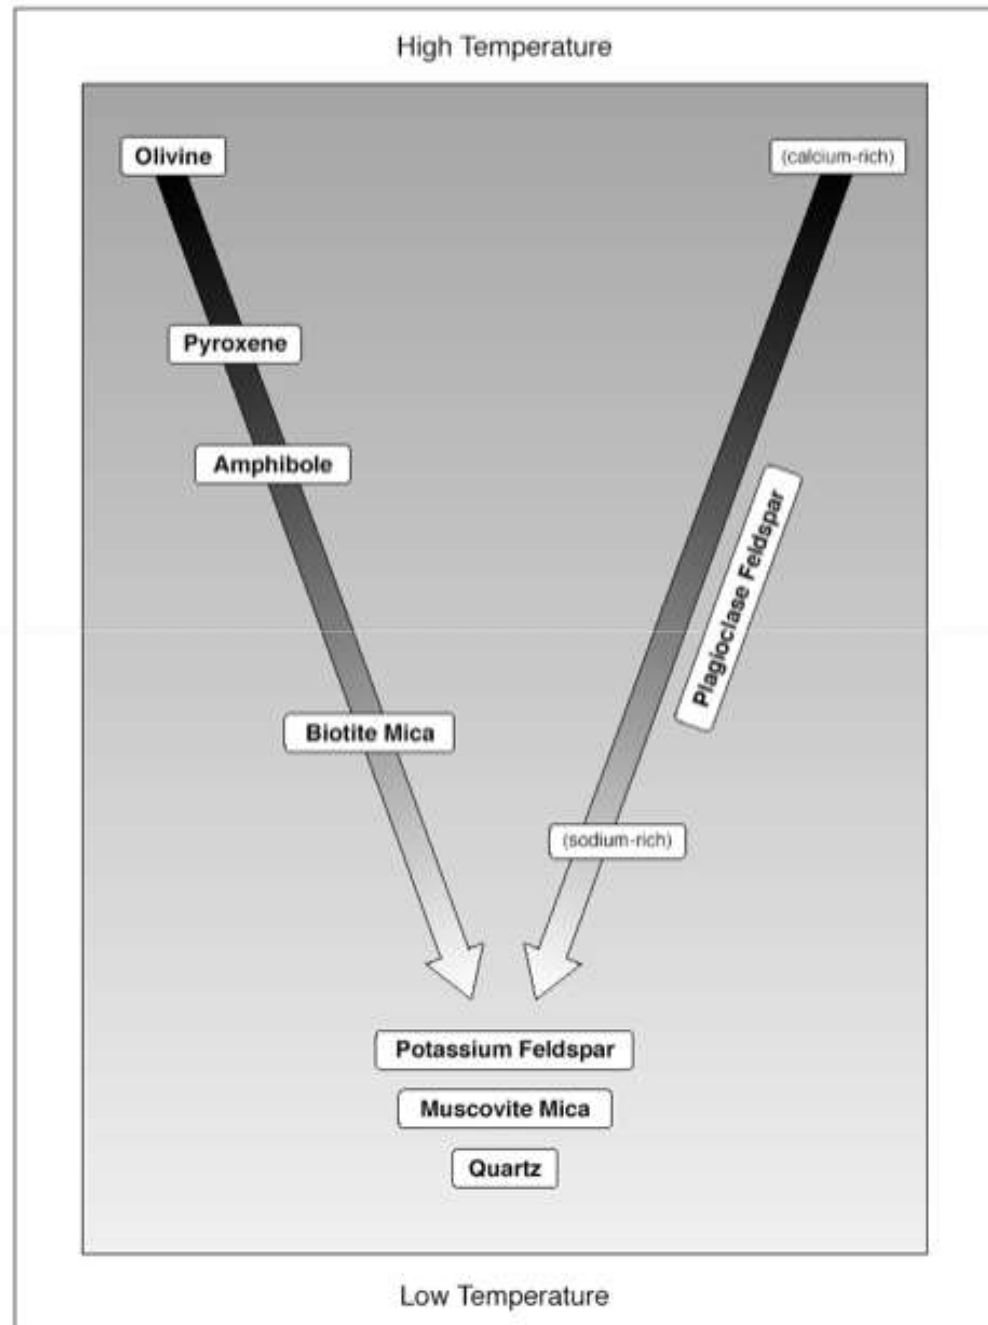 High Temperature
Olivine
(calcium-rich)
Pyroxene
Amphibole
Plagioclase Feldspar
Biotite Mica
(sodium-rich)
Potassium Feldspar
Muscovite Mica
Quartz
Low Temperature